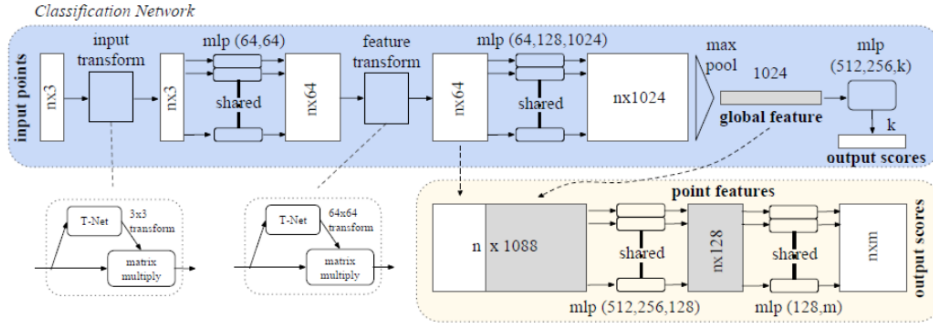 Classification Network
input points
nx3
input
transform
nx3
mlp (64,64)
shared
nx64
feature
transform
nx64
mlp (64,128,1024)
shared
nx1024
max
pool
1024
global feature
mlp
(512,256,k)
k
output scores
T-Net
3x3
transform
matrix
multiply
T-Net
64x64
transform
matrix
multiply
point features
n x 1088
shared
mlp (512,256,128)
nx128
shared
mlp (128,m)
nxm
output scores